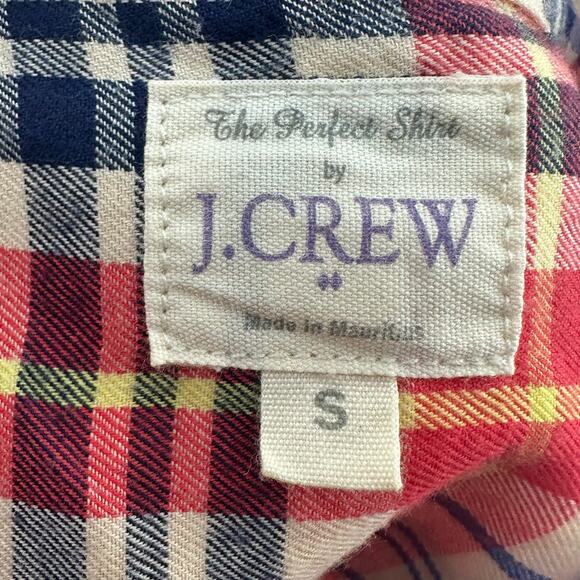 The Perfect Shirt
by
J.CREW
Made in Mauritius
S